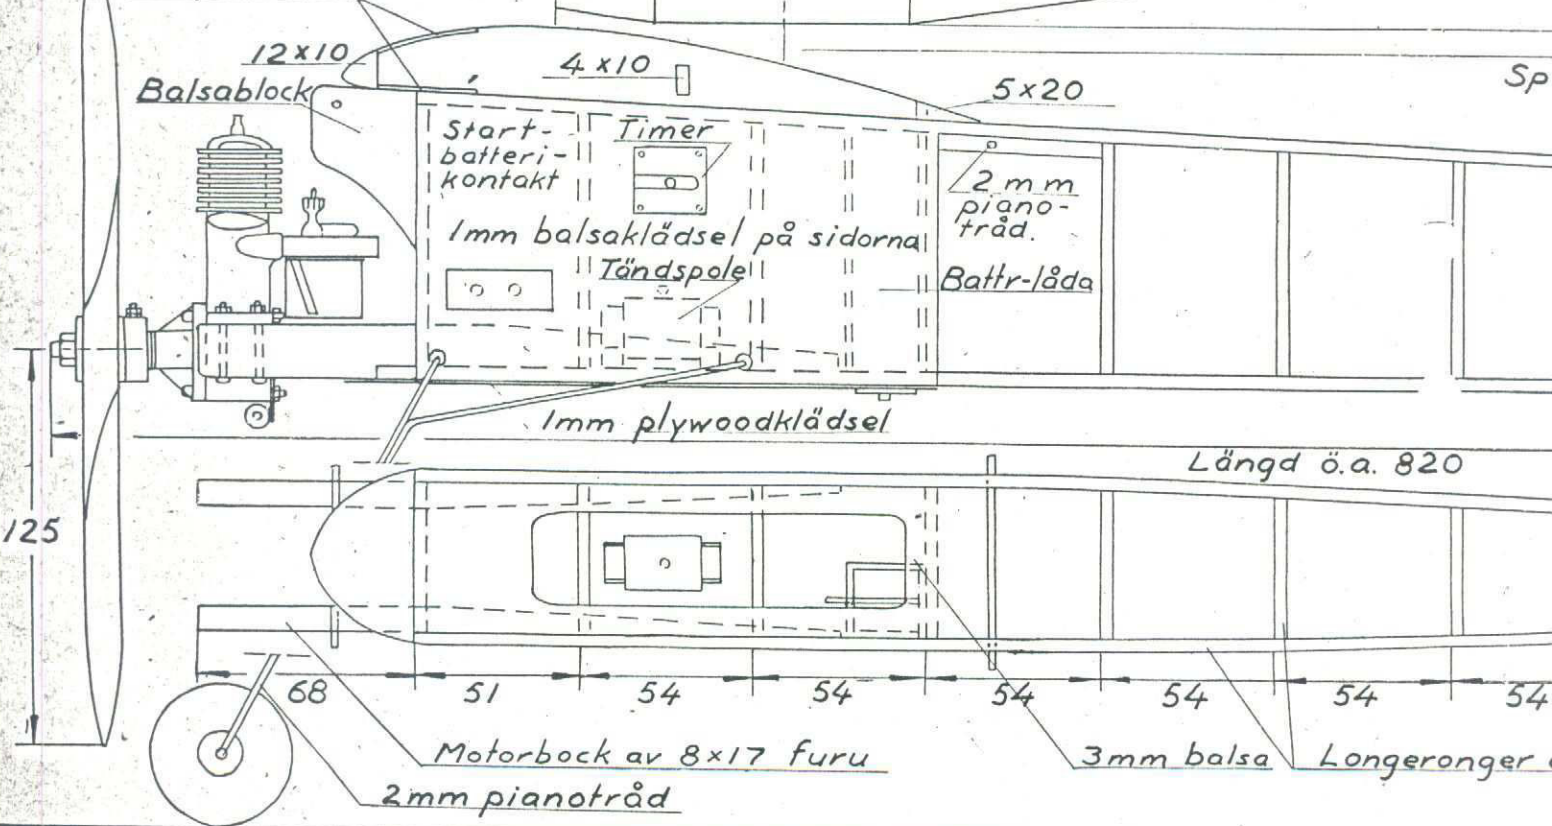 12x10
4x10
Sp
Balsablock
5x20
Start-
batteri-
kontakt
Timer
2mm
piano-
tråd.
1mm balsaklädsel på sidorna
Tändspole
Battr-låda
1mm plywoodklädsel
Längd ö.a. 820
125
68
51
54
54
54
54
54
54
Motorbock av 8x17 furu
3mm balsa
Longeronger
2mm pianotråd